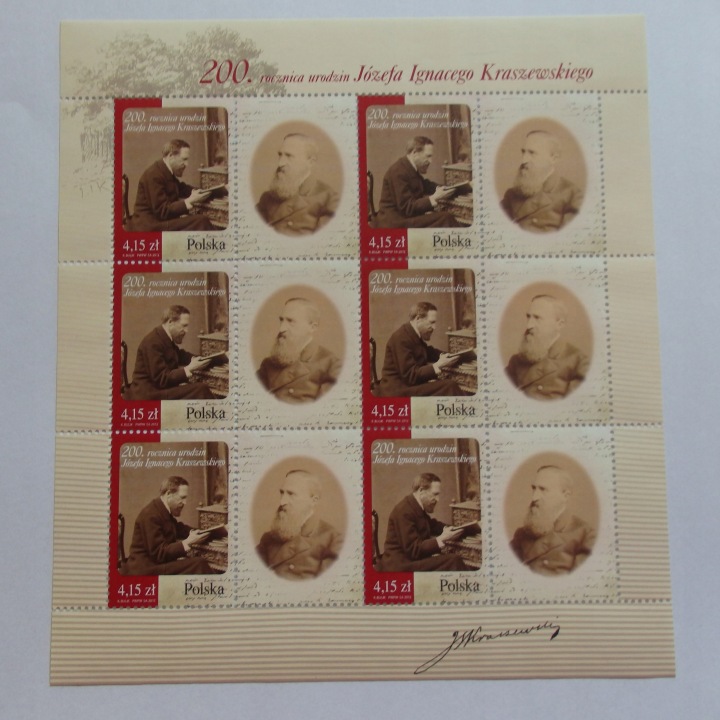 200. rocznica urodzin Józefa Ignacego Kraszewskiego
200. rocznica urodzin
Józefa Ignacego Kraszewskiego
4,15 zł
Polska
200. rocznica urodzin
Józefa Ignacego Kraszewskiego
4,15 zł
Polska
200. rocznica urodzin
Józefa Ignacego Kraszewskiego
4,15 zł
Polska
200. rocznica urodzin
Józefa Ignacego Kraszewskiego
4,15 zł
Polska
200. rocznica urodzin
Józefa Ignacego Kraszewskiego
4,15 zł
Polska
200. rocznica urodzin
Józefa Ignacego Kraszewskiego
4,15 zł
Polska
JIKraszewski